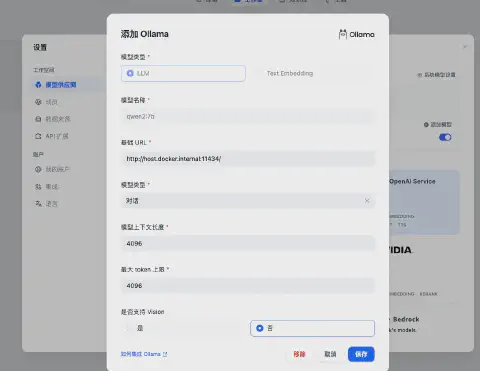 设置
工作空间
模型供应商
成员
数据来源
API 扩展
账户
我的账户
集成
语言
添加 Ollama
Ollama
模型类型 *
LLM
Text Embedding
模型名称 *
qwen2:7b
基础 URL *
http://host.docker.internal:11434/
模型类型 *
对话
模型上下文长度 *
4096
最大 token 上限 *
4096
是否支持 Vision
是
否
如何集成 Ollama
移除
取消
保存
系统模型设置
添加模型
OpenAI Service
VIDIA
Bedrock
k's models.